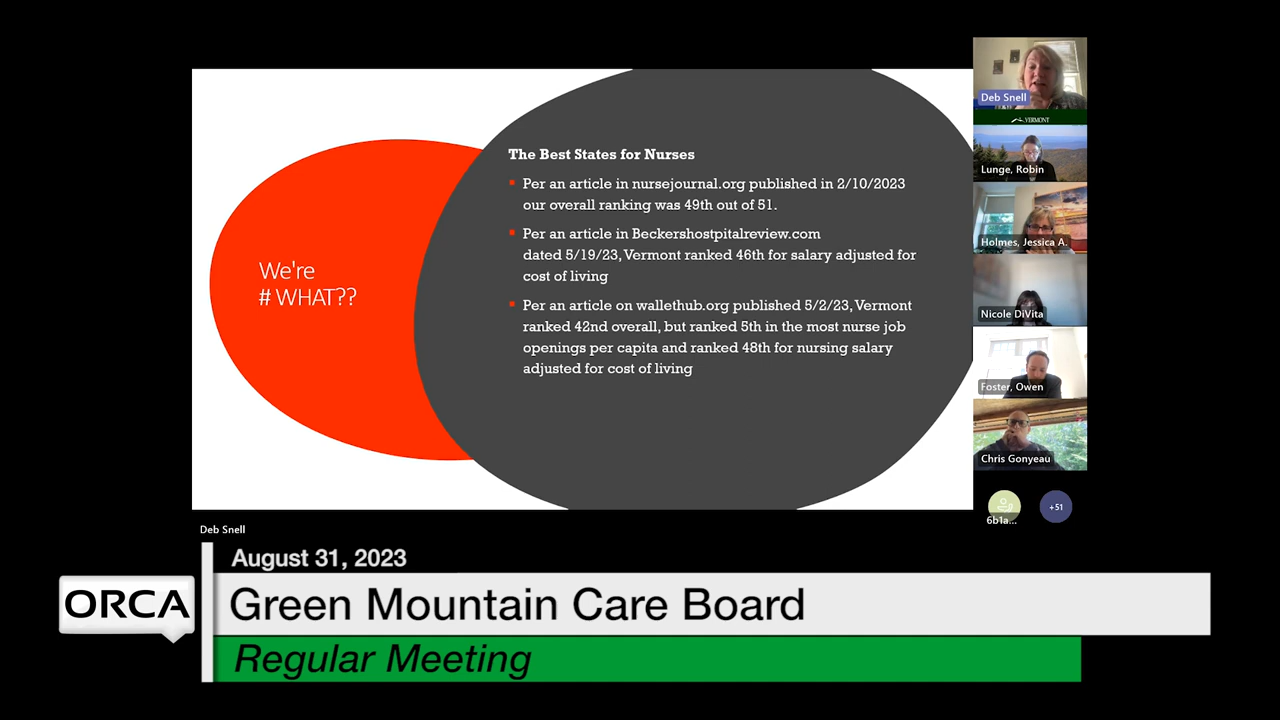 We're
# WHAT??
The Best States for Nurses
Per an article in nursejournal.org published in 2/10/2023
our overall ranking was 49th out of 51.
Per an article in Beckershostpitalreview.com
dated 5/19/23, Vermont ranked 46th for salary adjusted for
cost of living
Per an article on wallethub.org published 5/2/23, Vermont
ranked 42nd overall, but ranked 5th in the most nurse job
openings per capita and ranked 48th for nursing salary
adjusted for cost of living
Deb Snell
VERMONT
Lunge, Robin
Holmes, Jessica A.
Nicole DiVita
Foster, Owen
Chris Gonyeau
6b1a...
+51
Deb Snell
August 31, 2023
ORCA
Green Mountain Care Board
Regular Meeting